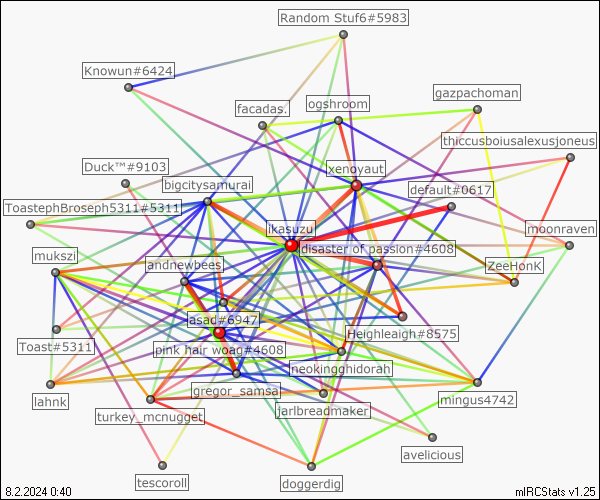 Random Stuf6#5983
Knowun#6424
gazpachoman
facadas.
ogshroom
thiccusboiusalexusjoneus
Duck™#9103
xenoyaut
bigcitysamurai
default#0617
ToastephBroseph5311#5311
ikasuzu
moonraven
disaster of passion#4608
mukszi
andnewbees
ZeeHonk
asad#6947
Heighleaigh#8575
Toast#5311
pink hair woag#4608
neokingghidorah
lahnk
gregor_samsa
mingus4742
jarlbreadmaker
turkey_mcnugget
avelicious
tescoroll
doggerdig
8.2.2024 0:40
mIRCStats v1.25